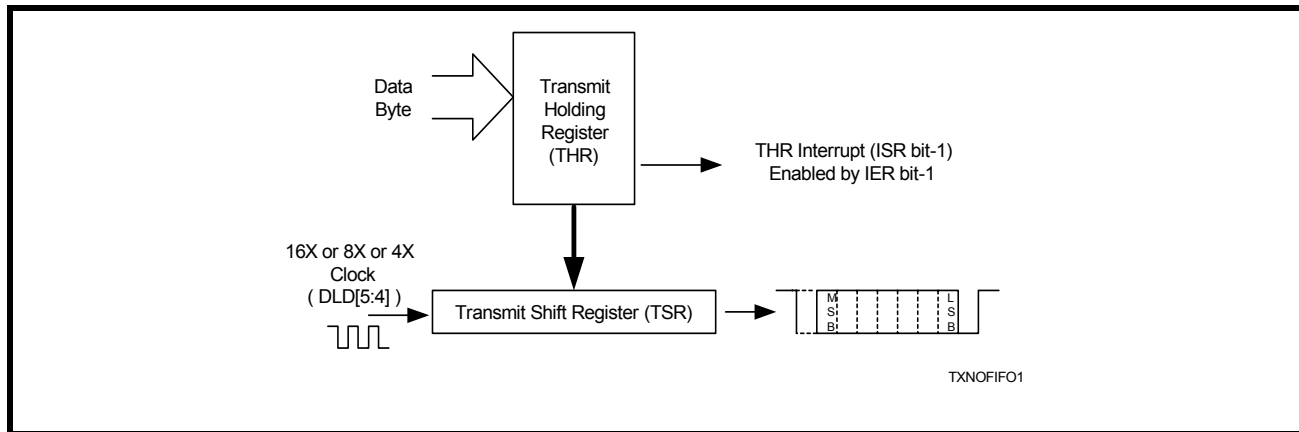 Data
Byte
Transmit
Holding
Register
(THR)
THR Interrupt (ISR bit-1)
Enabled by IER bit-1
16X or 8X or 4X
Clock
( DLD[5:4] )
Transmit Shift Register (TSR)
M
S
B
L
S
B
TXNOFIFO1